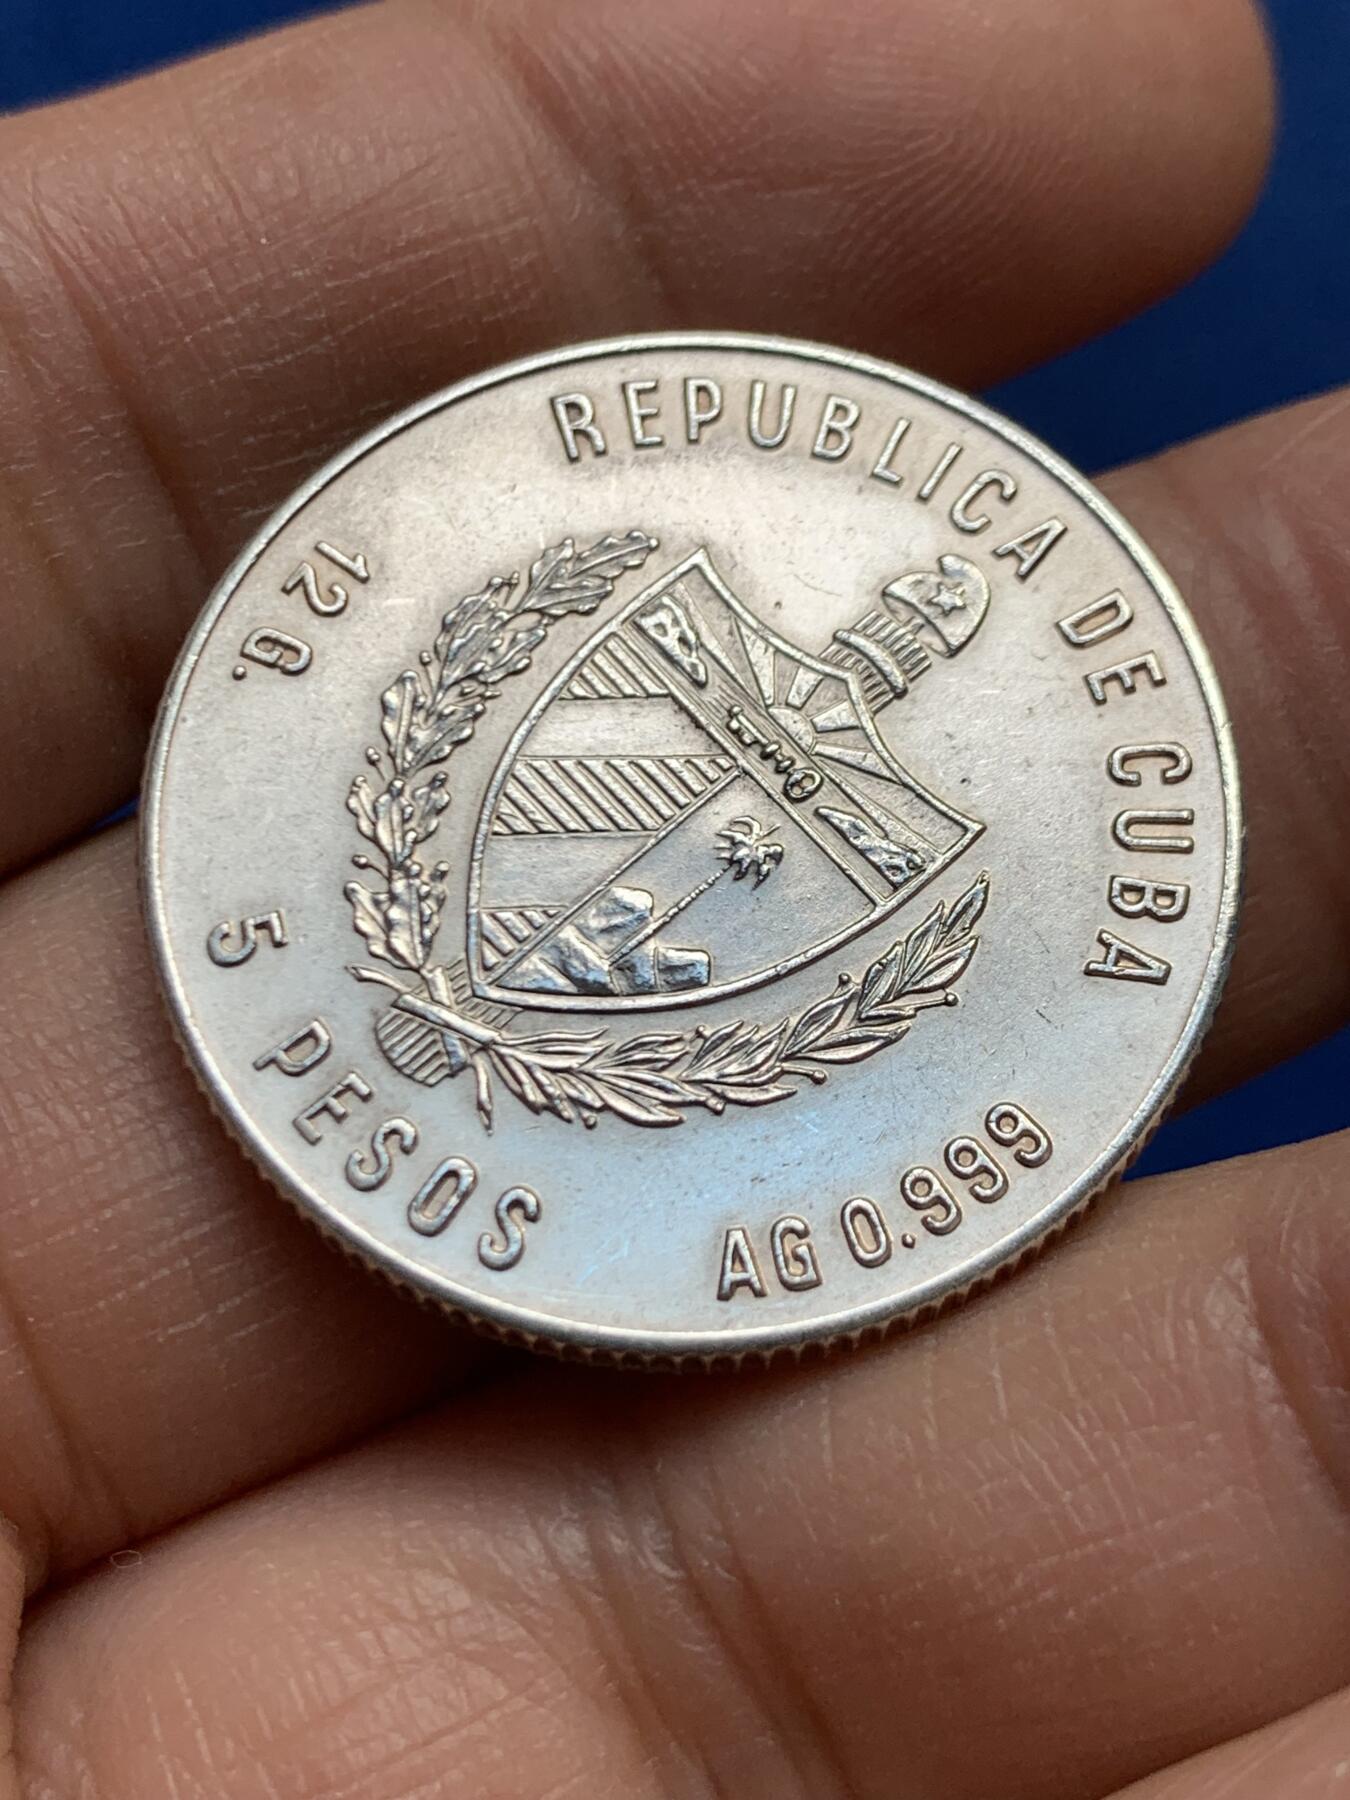 REPUBLICA DE CUBA
12 G.
5 PESOS
AG 0.999